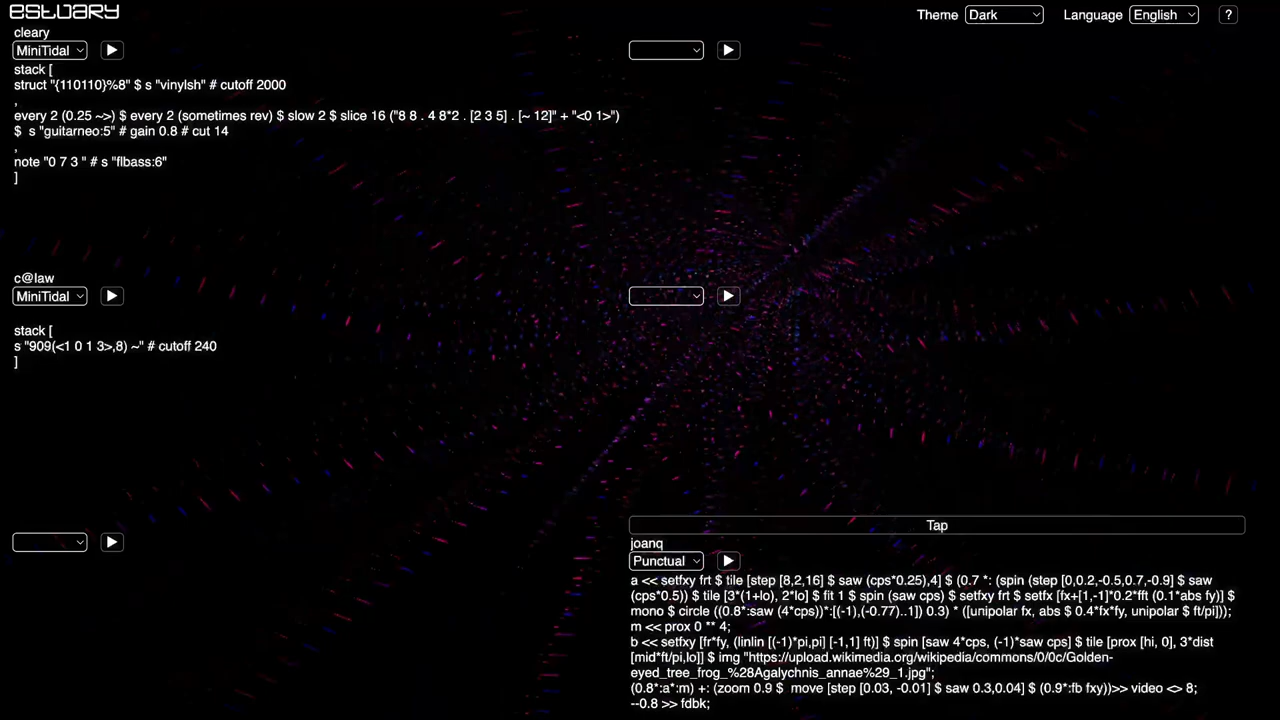 estuary
Theme Dark Language English ?
cleary
MiniTidal
stack [
struct "{110110}%8" $ s "vinylsh" # cutoff 2000
,
every 2 (0.25 ~>) $ every 2 (sometimes rev) $ slow 2 $ slice 16 ("8 8 . 4 8*2 . [2 3 5] . [~ 12]" + "<0 1>")
$ s "guitarneo:5" # gain 0.8 # cut 14
,
note "0 7 3 " # s "flbass:6"
]
c@law
MiniTidal
stack [
s "909(<1 0 1 3>,8) ~" # cutoff 240
]
Tap
joanq
Punctual
a << setfxy frt $ tile [step [8,2,16] $ saw (cps*0.25),4] $ (0.7 *: (spin (step [0,0.2,-0.5,0.7,-0.9] $ saw
(cps*0.5)) $ tile [3*(1+lo), 2*lo] $ fit 1 $ spin (saw cps) $ setfxy frt $ setfx [fx+[1,-1]*0.2*fft (0.1*abs fy)] $
mono $ circle ((0.8*:saw (4*cps))*:[(-1),(-0.77)..1]) 0.3) * ([unipolar fx, abs $ 0.4*fx*fy, unipolar $ ft/pi]));
m << prox 0 ** 4;
b << setfxy [fr*fy, (linlin [(-1)*pi,pi] [-1,1] ft)] $ spin [saw 4*cps, (-1)*saw cps] $ tile [prox [hi, 0], 3*dist
[mid*ft/pi,lo]] $ img "https://upload.wikimedia.org/wikipedia/commons/0/0c/Golden-
eyed_tree_frog_%28Agalychnis_annae%29_1.jpg";
(0.8*:a*:m) +: (zoom 0.9 $ move [step [0.03, -0.01] $ saw 0.3,0.04] $ (0.9*:fb fxy))>> video <> 8;
--0.8 >> fdbk;